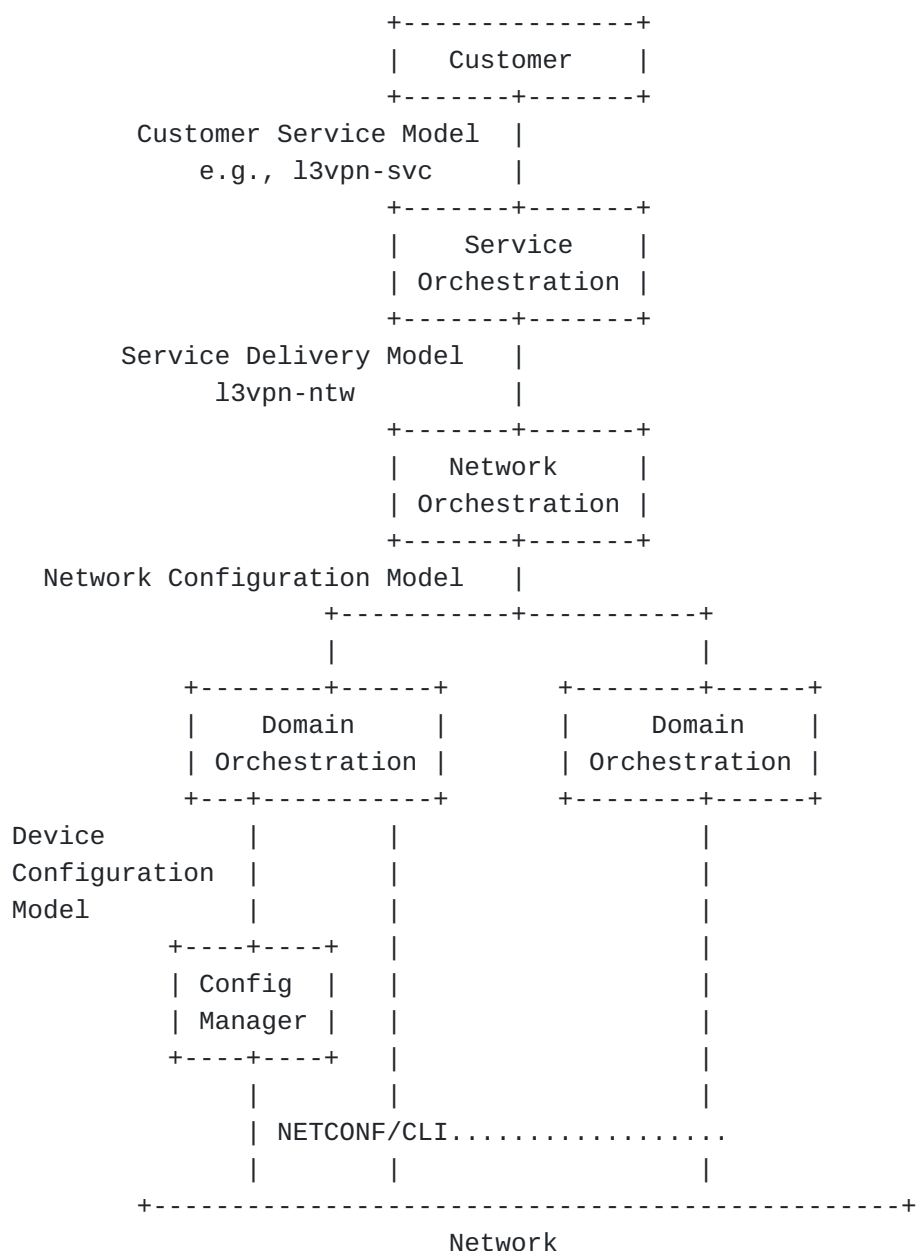 Customer
Customer Service Model
e.g., l3vpn-svc
Service
Orchestration
Service Delivery Model
l3vpn-ntw
Network
Orchestration
Network Configuration Model
Domain Domain
Orchestration Orchestration
Device
Configuration
Model
Config
Manager
NETCONF/CLI..................
Network